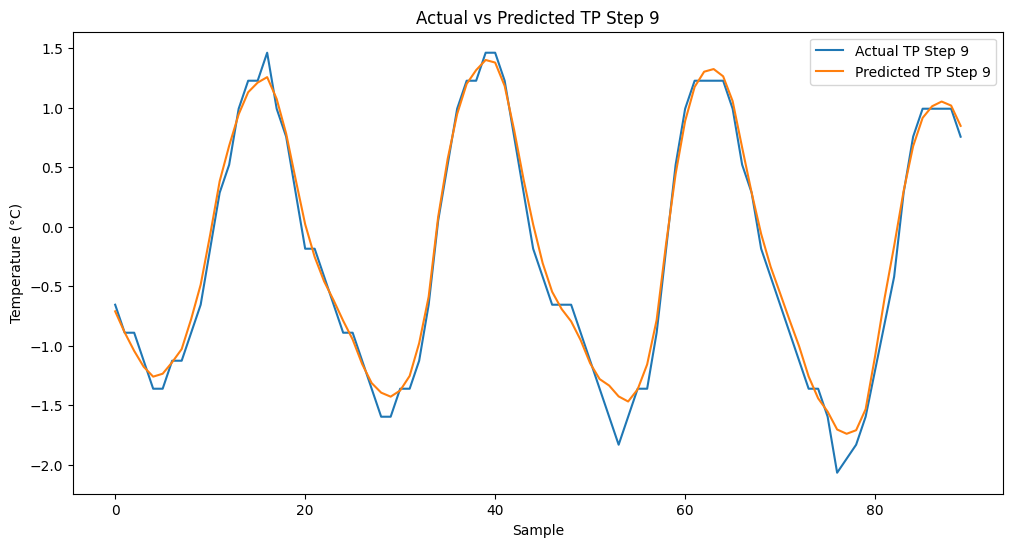 Actual vs Predicted TP Step 9
Actual TP Step 9
Predicted TP Step 9
Temperature (°C)
1.5
1.0
0.5
0.0
−0.5
−1.0
−1.5
−2.0
0 20 40 60 80
Sample